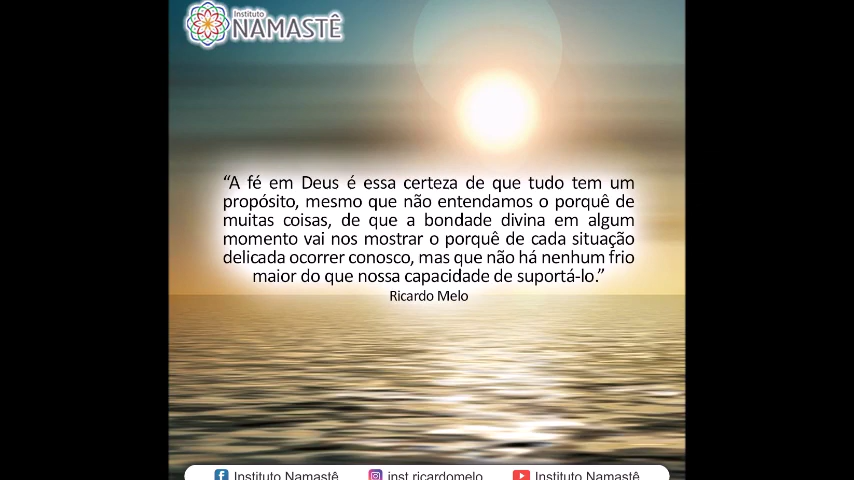 Instituto
NAMASTÊ
“A fé em Deus é essa certeza de que tudo tem um
propósito, mesmo que não entendamos o porquê de
muitas coisas, de que a bondade divina em algum
momento vai nos mostrar o porquê de cada situação
delicada ocorrer conosco, mas que não há nenhum frio
maior do que nossa capacidade de suportá-lo.”
Ricardo Melo
Instituto Namastê inst.ricardomelo Instituto Namastê